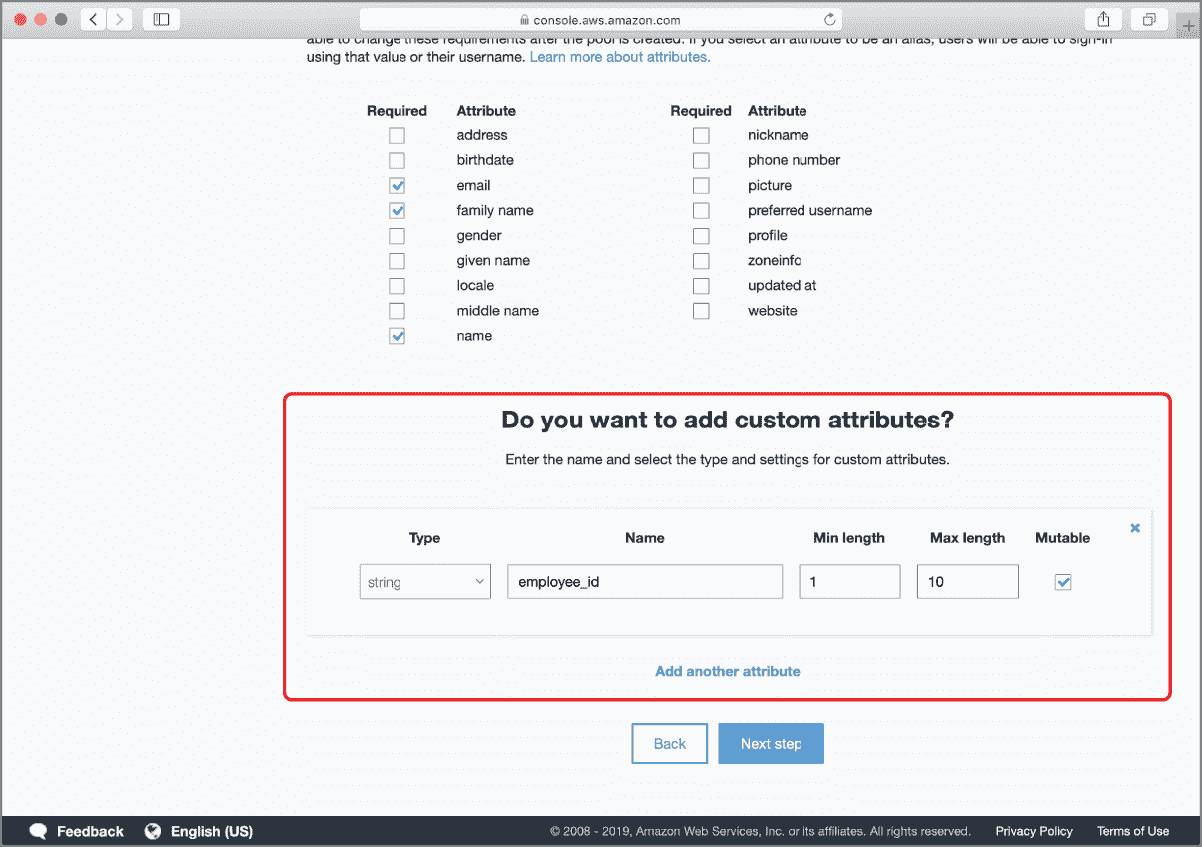 console.aws.amazon.com
able to change these requirements after the pool is created. If you select an attribute to be an alias, users will be able to sign-in
using that value or their username. Learn more about attributes.
Required Attribute Required Attribute
address nickname
birthdate phone number
email picture
family name preferred username
gender profile
given name zoneinfo
locale updated at
middle name website
name
Do you want to add custom attributes?
Enter the name and select the type and settings for custom attributes.
Type Name Min length Max length Mutable
string employee_id 1 10
Add another attribute
Back Next step
Feedback English (US) © 2008 - 2019, Amazon Web Services, Inc. or its affiliates. All rights reserved. Privacy Policy Terms of Use